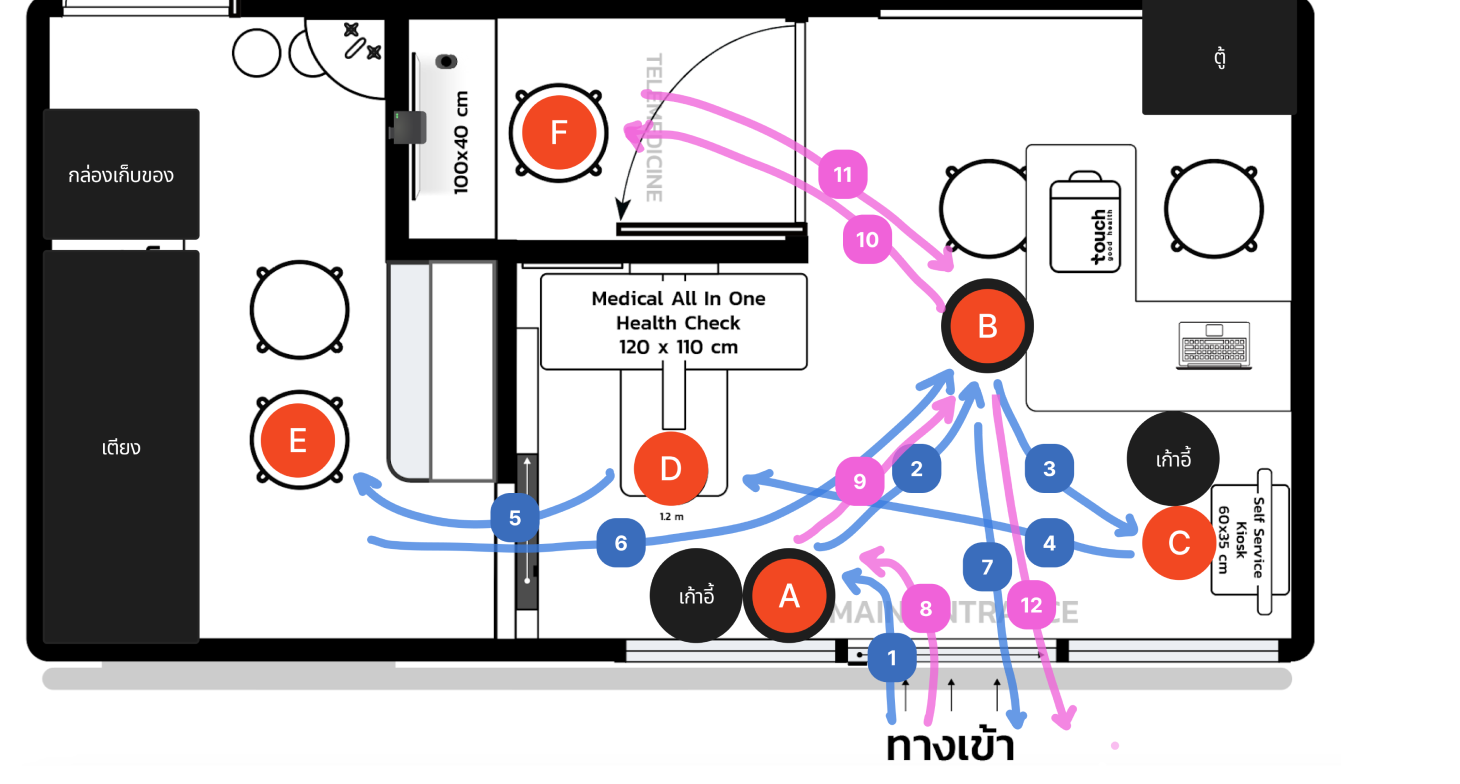 ตู้
กล่องเก็บของ
100x40 cm
F
TELEMEDICINE
11
10
touch
good health
Medical All In One
Health Check
120 x 110 cm
B
เตียง
E
D
1.2 m
5
6
9
2
3
4
7
เก้าอี้
C
Self Service
Kiosk
60x35 cm
เก้าอี้
A
MAIN ENTRANCE
8
12
1
ทางเข้า